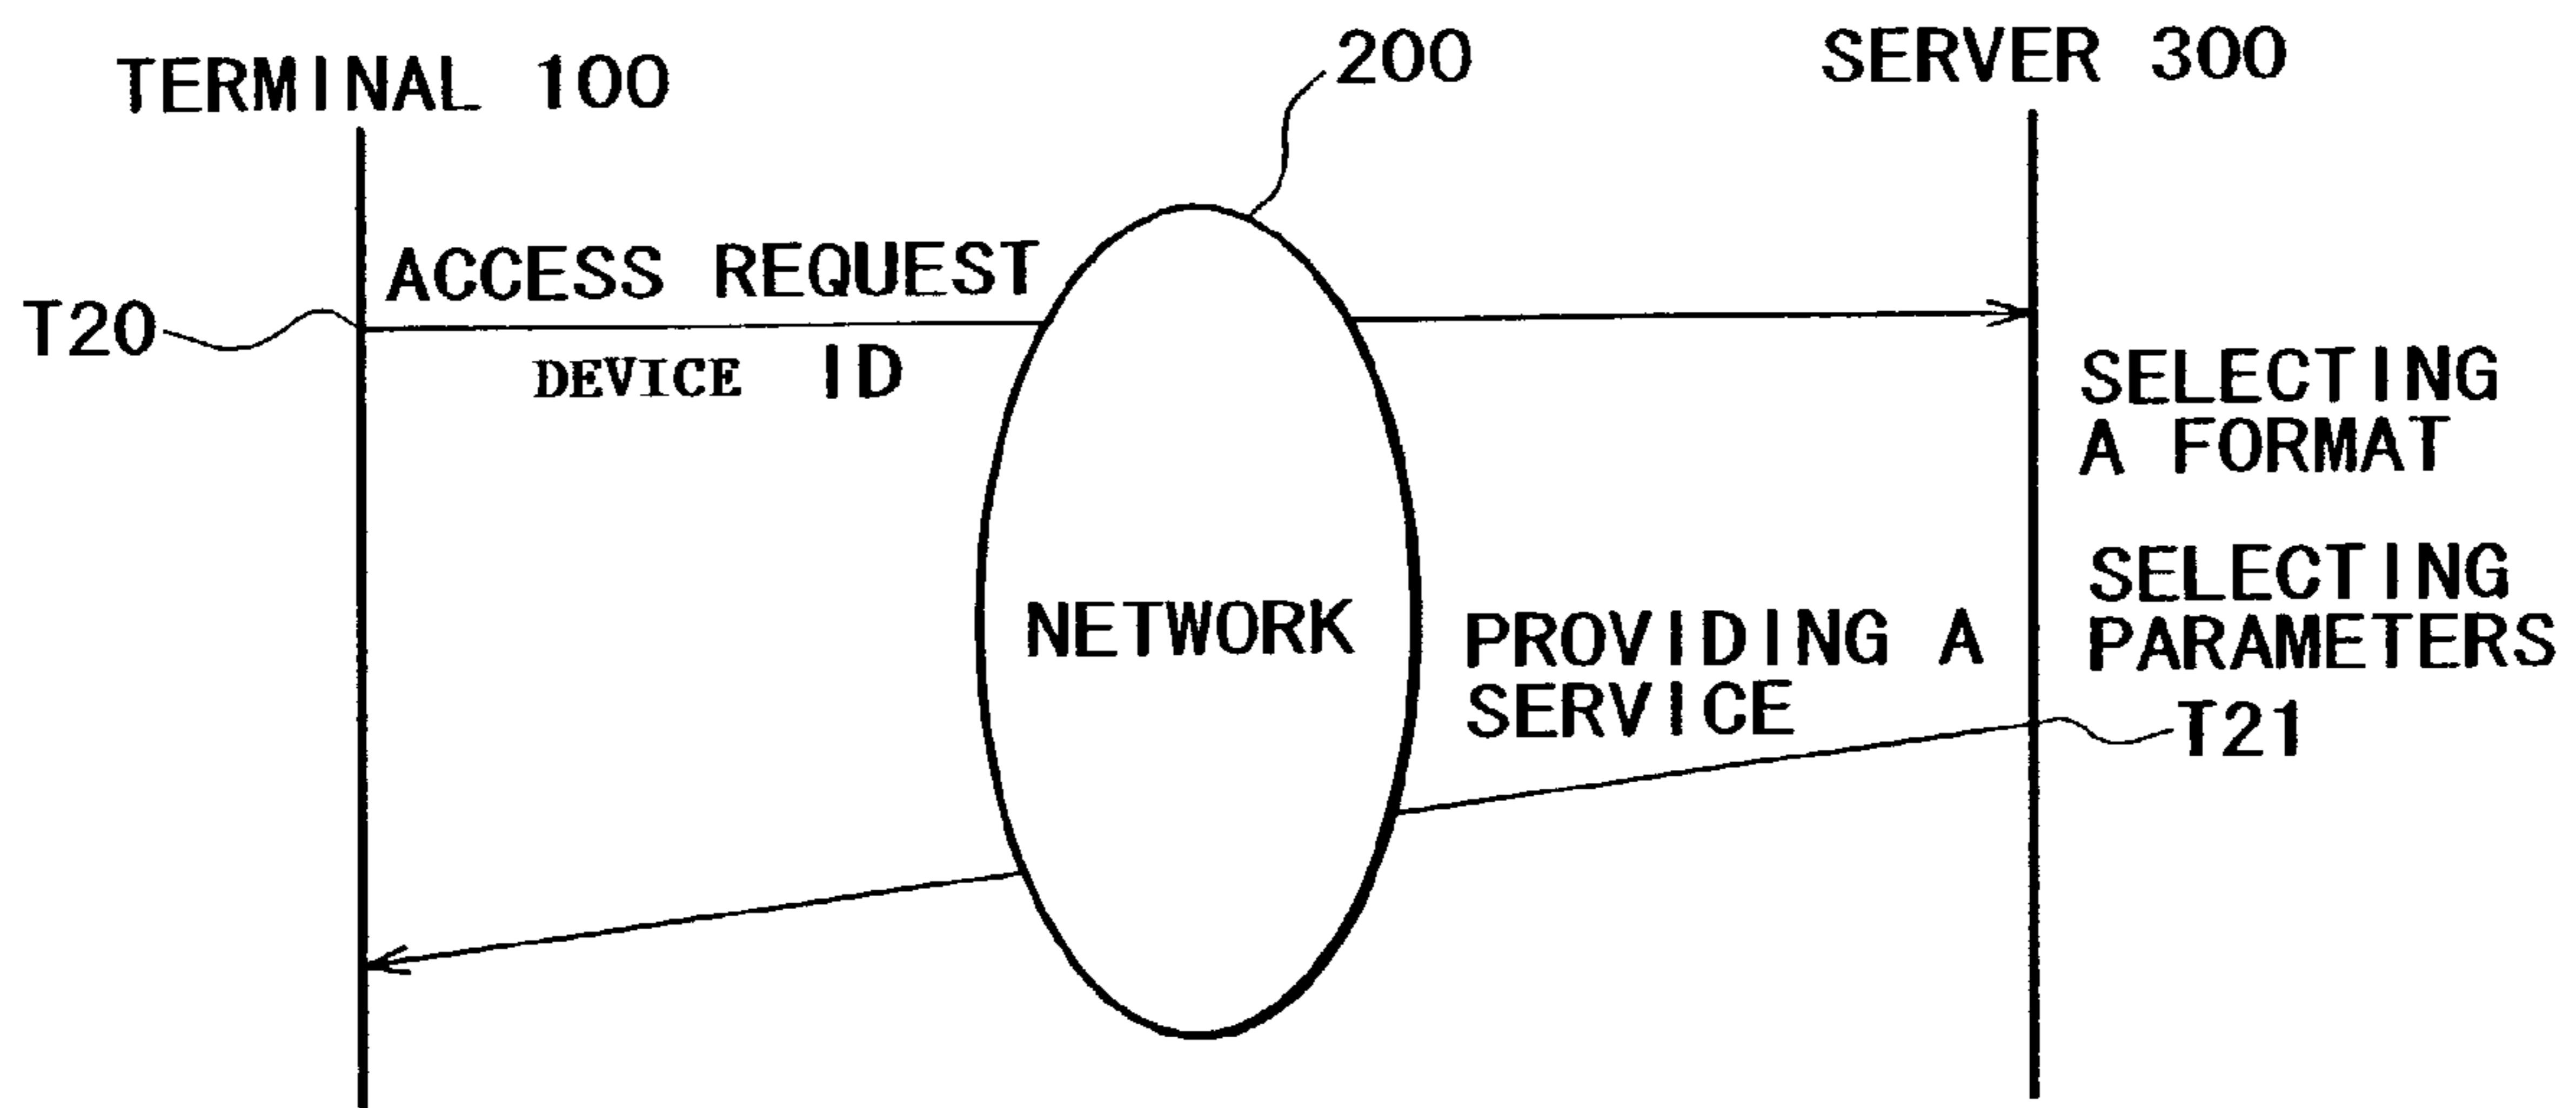 TERMINAL 100
200
SERVER 300
ACCESS REQUEST
T20
DEVICE ID
SELECTING
A FORMAT
NETWORK
SELECTING
PARAMETERS
PROVIDING A
SERVICE
T21